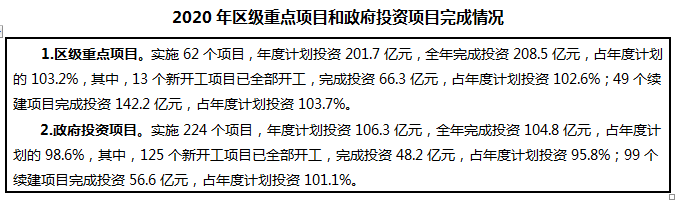 2020 年区级重点项目和政府投资项目完成情况
1.区级重点项目。实施 62 个项目，年度计划投资 201.7 亿元，全年完成投资 208.5 亿元，占年度计划
的 103.2%，其中，13 个新开工项目已全部开工，完成投资 66.3 亿元，占年度计划投资 102.6%；49 个续
建项目完成投资 142.2 亿元，占年度计划投资 103.7%。
2.政府投资项目。实施 224 个项目，年度计划投资 106.3 亿元，全年完成投资 104.8 亿元，占年度计
划的 98.6%，其中，125 个新开工项目已全部开工，完成投资 48.2 亿元，占年度计划投资 95.8%；99 个
续建项目完成投资 56.6 亿元，占年度计划投资 101.1%。